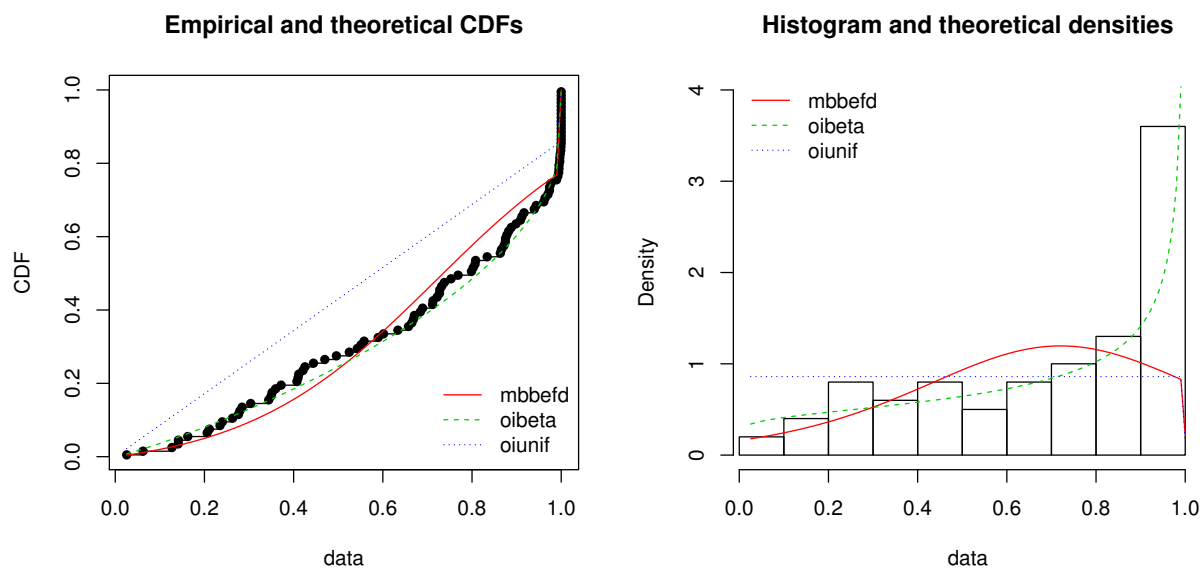 Empirical and theoretical CDFs
CDF
1.0
0.8
0.6
0.4
0.2
0.0
mbbefd
oibeta
oiunif
0.0 0.2 0.4 0.6 0.8 1.0
data
Histogram and theoretical densities
Density
4
3
2
1
0
mbbefd
oibeta
oiunif
0.0 0.2 0.4 0.6 0.8 1.0
data